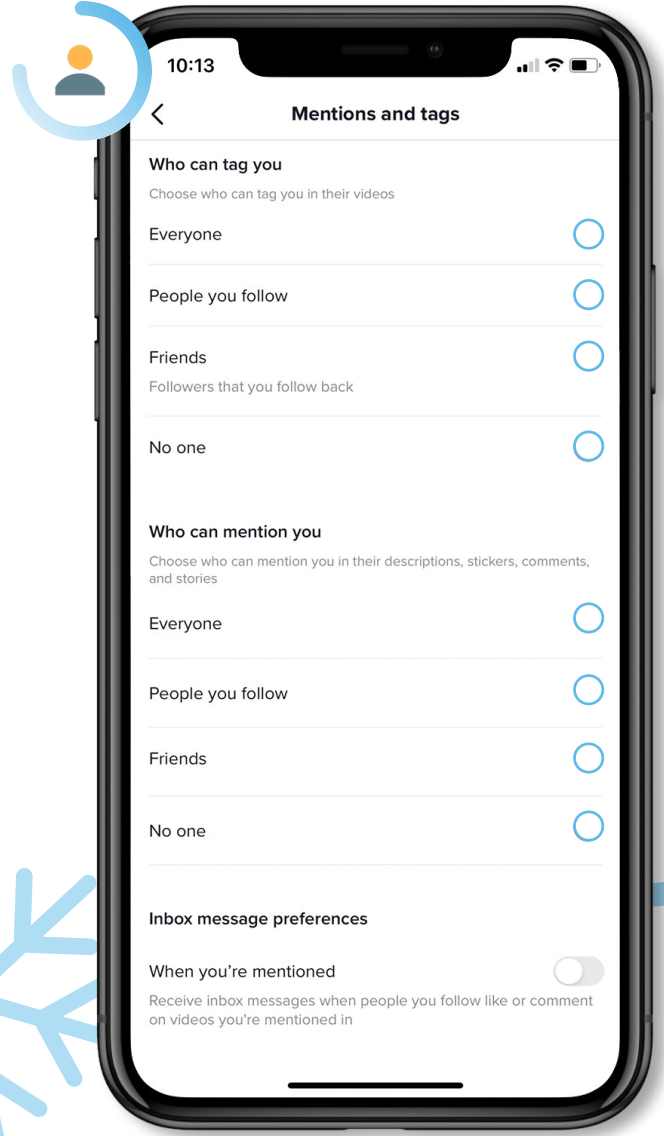 10:13
Mentions and tags
Who can tag you
Choose who can tag you in their videos
Everyone
People you follow
Friends
Followers that you follow back
No one
Who can mention you
Choose who can mention you in their descriptions, stickers, comments,
and stories
Everyone
People you follow
Friends
No one
Inbox message preferences
When you’re mentioned
Receive inbox messages when people you follow like or comment
on videos you're mentioned in